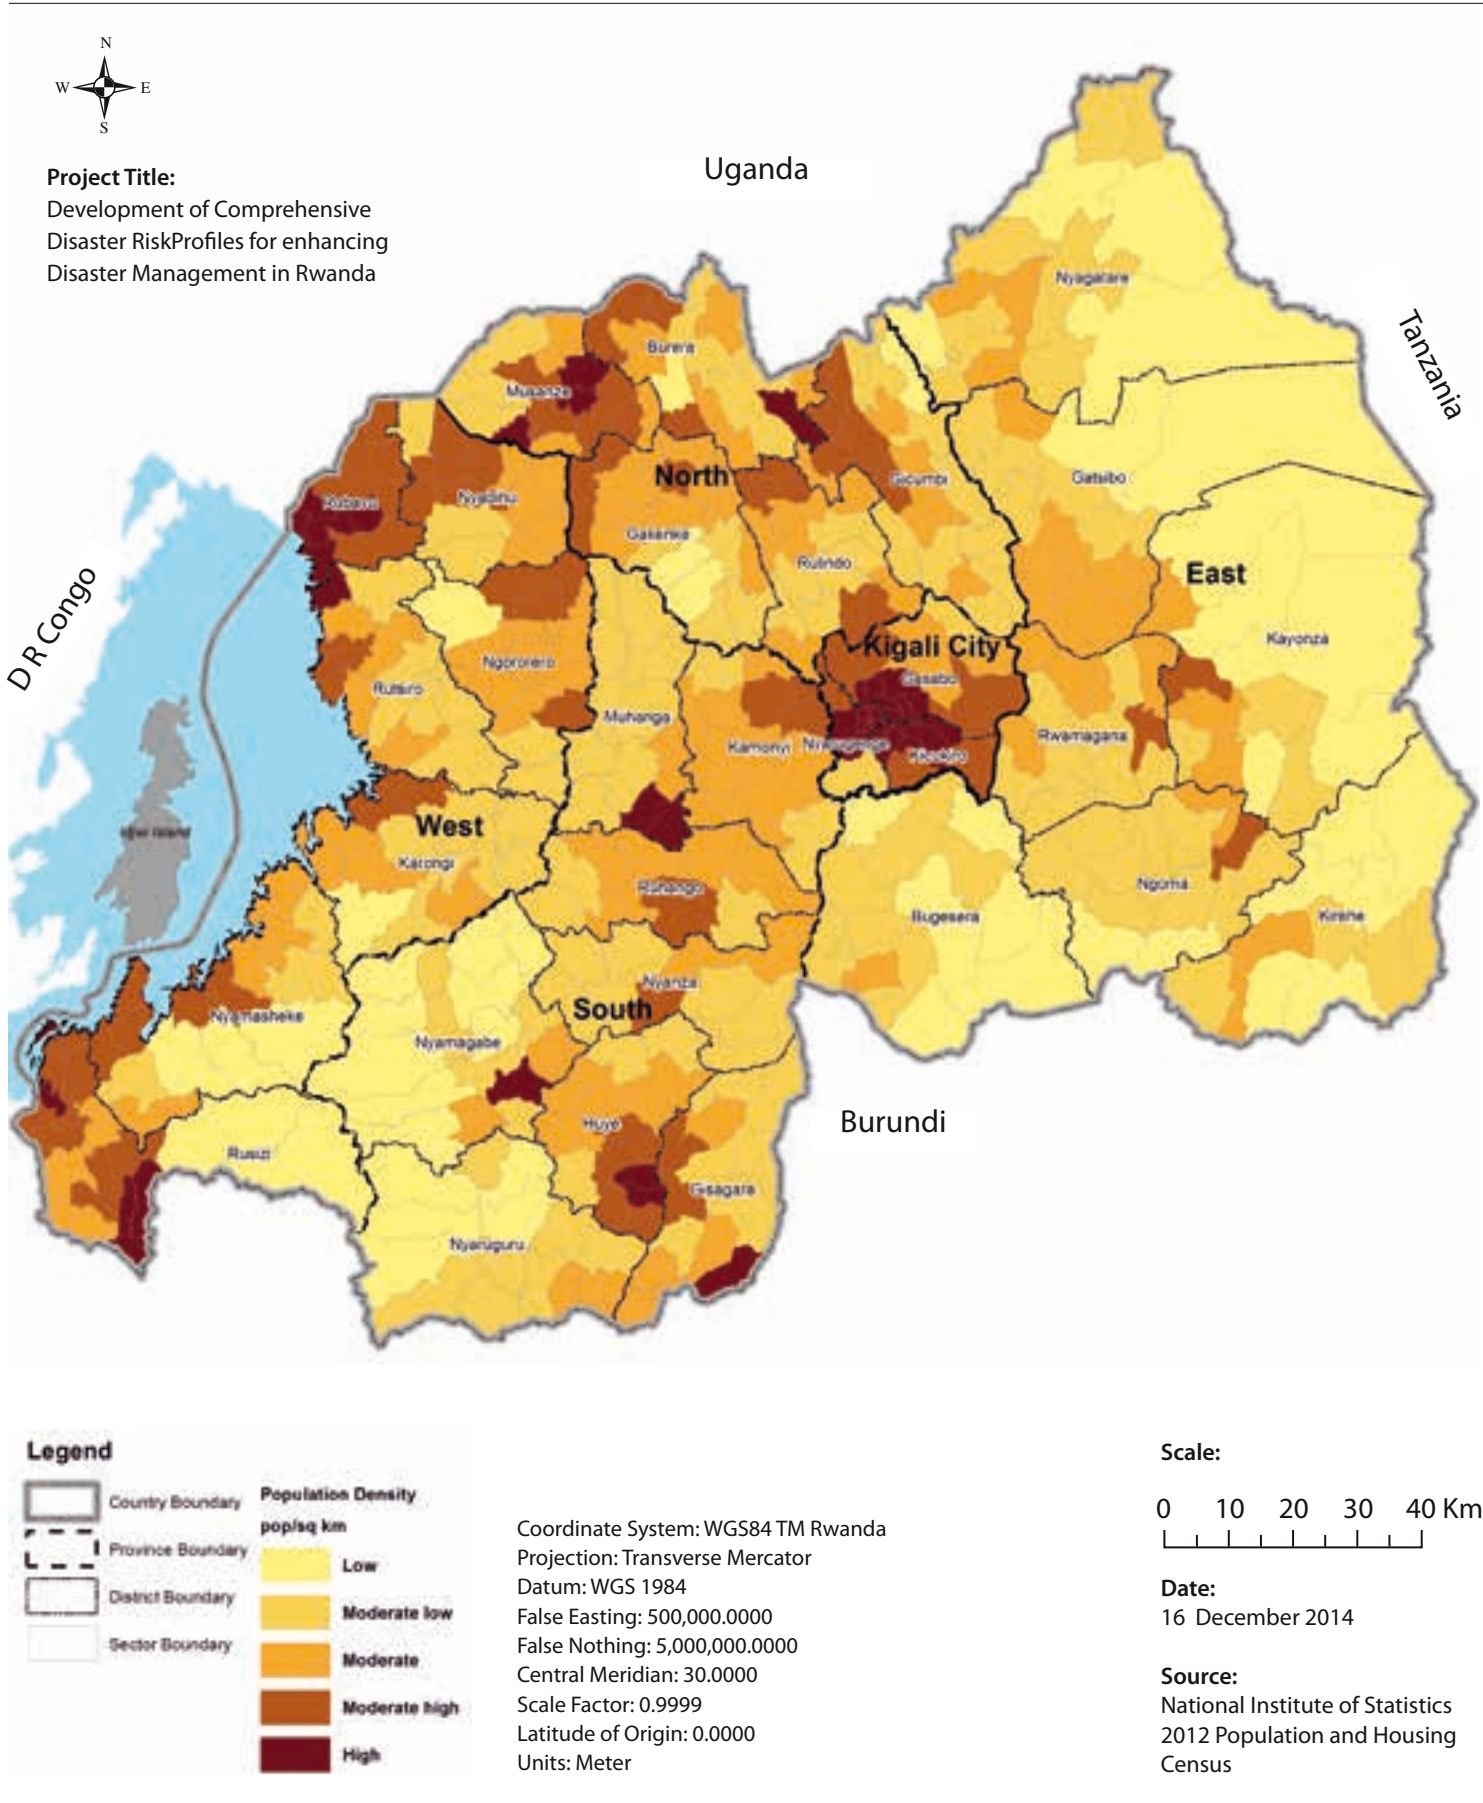 N
W
E
S
Project Title:
Development of Comprehensive
Disaster RiskProfiles for enhancing
Disaster Management in Rwanda
Uganda
Tanzania
D R Congo
Burundi
Nyagatare
Burera
Musanze
North
Gicumbi
Gatsibo
Rubavu
Nyabihu
Gakenke
Rulindo
East
Kayonza
Kigali City
Gasabo
Ngororero
Rutsiro
Muhanga
Kamonyi
Nyarugenge
Kicukiro
Rwamagana
West
Karongi
Ruhango
Ngoma
Bugesera
Kirehe
Nyanza
South
Nyamasheke
Nyamagabe
Huye
Rusizi
Gisagara
Nyaruguru
Island
Legend
Country Boundary
Province Boundary
District Boundary
Sector Boundary
Population Density
pop/sq km
Low
Moderate low
Moderate
Moderate high
High
Coordinate System: WGS84 TM Rwanda
Projection: Transverse Mercator
Datum: WGS 1984
False Easting: 500,000.0000
False Nothing: 5,000,000.0000
Central Meridian: 30.0000
Scale Factor: 0.9999
Latitude of Origin: 0.0000
Units: Meter
Scale:
0 10 20 30 40 Km
Date:
16 December 2014
Source:
National Institute of Statistics
2012 Population and Housing
Census